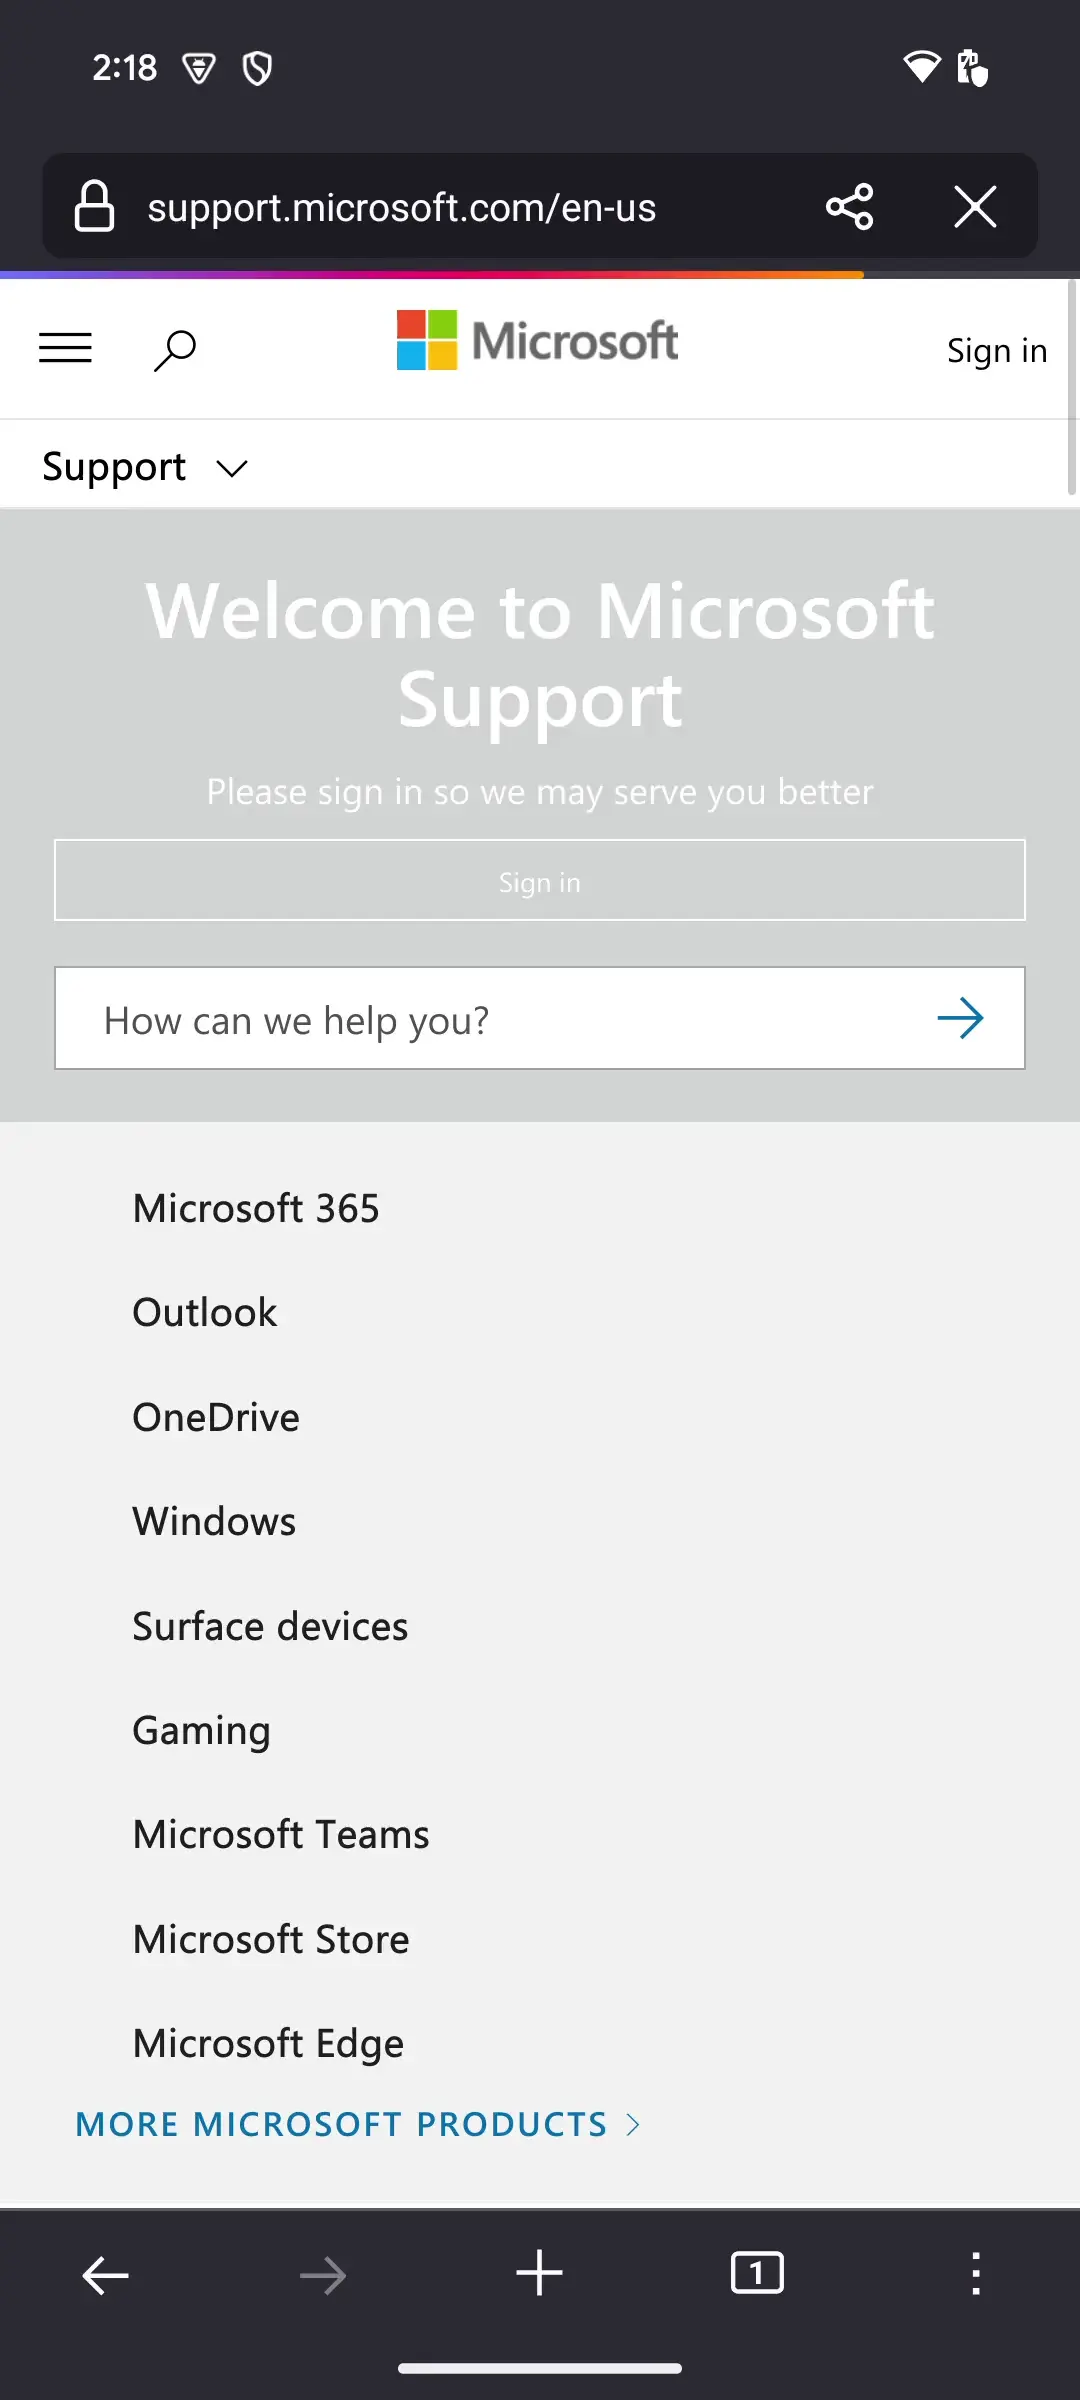 2:18
support.microsoft.com/en-us
Microsoft
Sign in
Support
Welcome to Microsoft
Support
Please sign in so we may serve you better
Sign in
How can we help you?
Microsoft 365
Outlook
OneDrive
Windows
Surface devices
Gaming
Microsoft Teams
Microsoft Store
Microsoft Edge
MORE MICROSOFT PRODUCTS
1